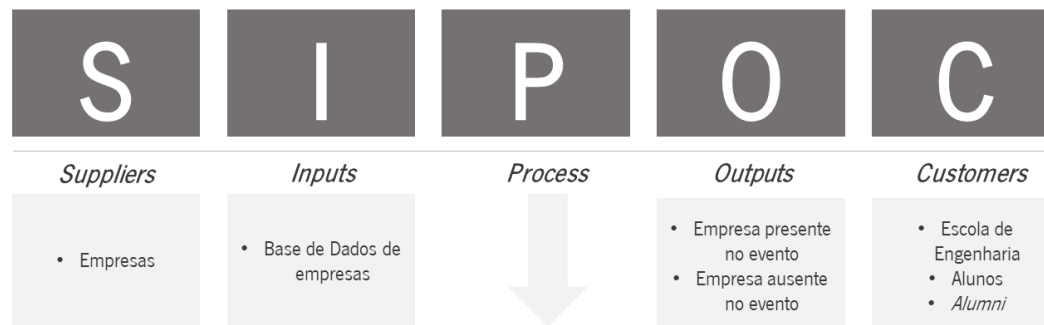 S I P O C
Suppliers Inputs Process Outputs Customers
• Empresas
• Base de Dados de
empresas
• Empresa presente
no evento
• Empresa ausente
no evento
• Escola de
Engenharia
• Alunos
• Alumni